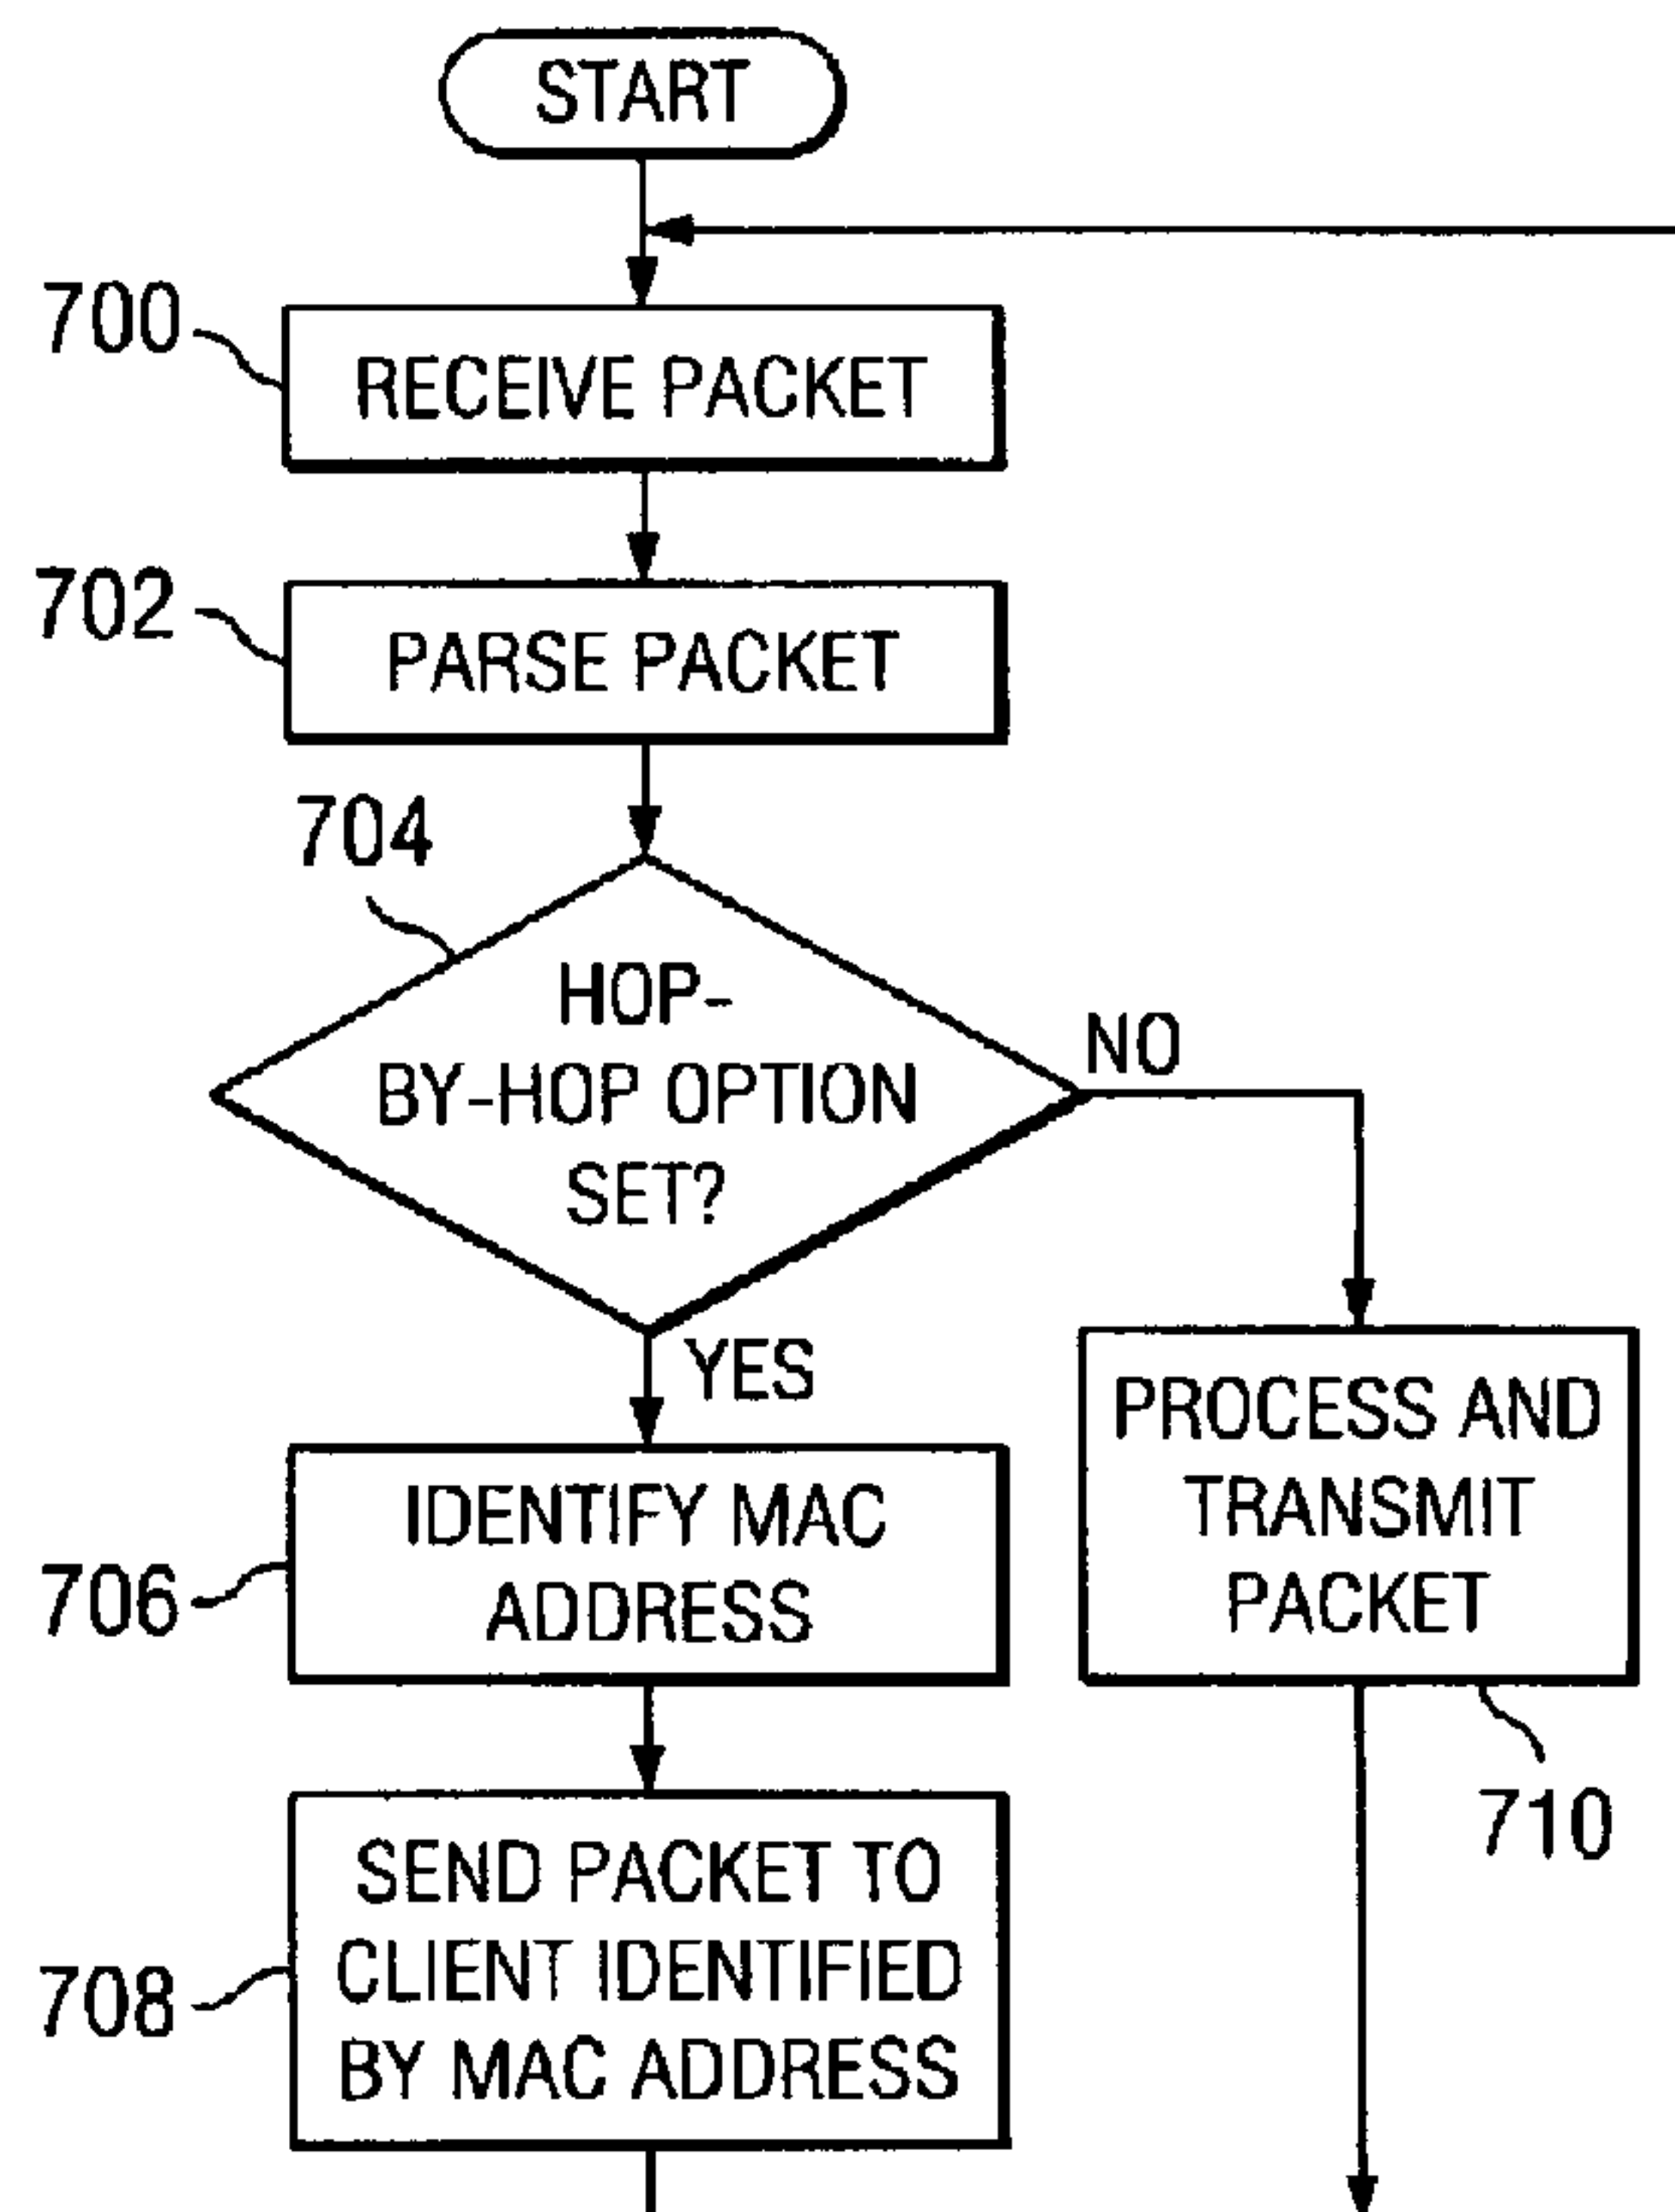 START
700
RECEIVE PACKET
702
PARSE PACKET
704
HOP-
BY-HOP OPTION
SET?
NO
YES
706
IDENTIFY MAC
ADDRESS
PROCESS AND
TRANSMIT
PACKET
710
708
SEND PACKET TO
CLIENT IDENTIFIED
BY MAC ADDRESS